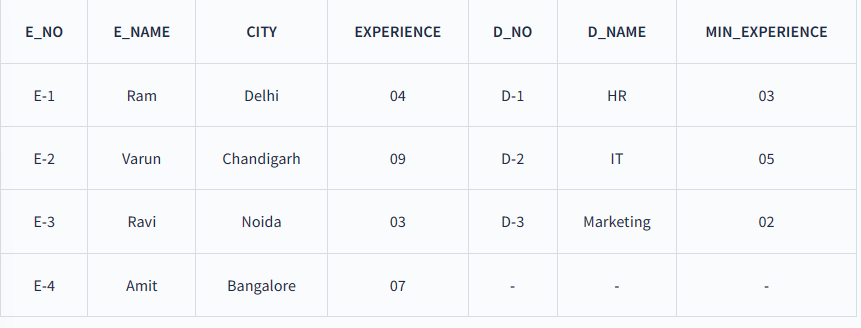 E_NO E_NAME CITY EXPERIENCE D_NO D_NAME MIN_EXPERIENCE
E-1 Ram Delhi 04 D-1 HR 03
E-2 Varun Chandigarh 09 D-2 IT 05
E-3 Ravi Noida 03 D-3 Marketing 02
E-4 Amit Bangalore 07 - - -